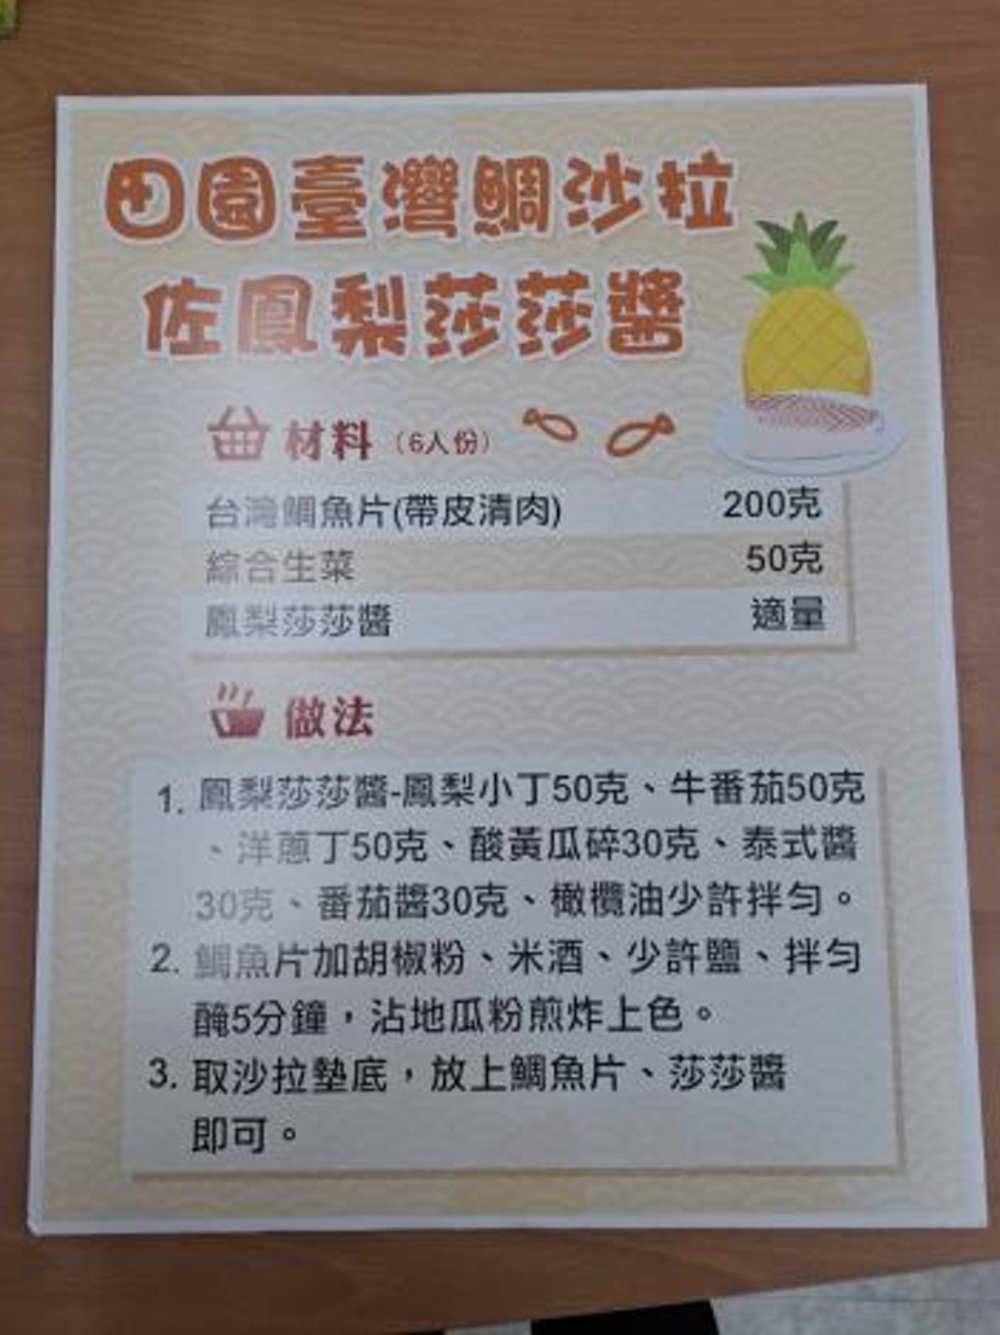 田園臺灣鯛沙拉
佐鳳梨莎莎醬
材料（6人份）
台灣鯛魚片(帶皮清肉) 200克
綜合生菜 50克
鳳梨莎莎醬 適量
做法
1. 鳳梨莎莎醬-鳳梨小丁50克、牛番茄50克
、洋蔥丁50克、酸黃瓜碎30克、泰式醬
30克、番茄醬30克、橄欖油少許拌勻。
2. 鯛魚片加胡椒粉、米酒、少許鹽、拌勻
醃5分鐘，沾地瓜粉煎炸上色。
3. 取沙拉墊底，放上鯛魚片、莎莎醬
即可。